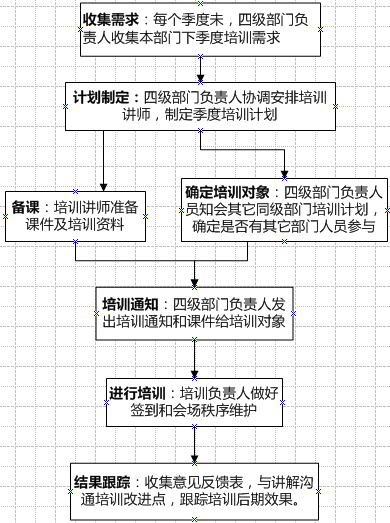 收集需求：每个季度未，四级部门负
责人收集本部门下季度培训需求
计划制定：四级部门负责人协调安排培训
讲师，制定季度培训计划
备课：培训讲师准备
课件及培训资料
确定培训对象：四级部门负责人
员知会其它同级部门培训计划，
确定是否有其它部门人员参与
培训通知：四级部门负责人发
出培训通知和课件给培训对象
进行培训：培训负责人做好
签到和会场秩序维护
结果跟踪：收集意见反馈表，与讲解沟
通培训改进点，跟踪培训后期效果。